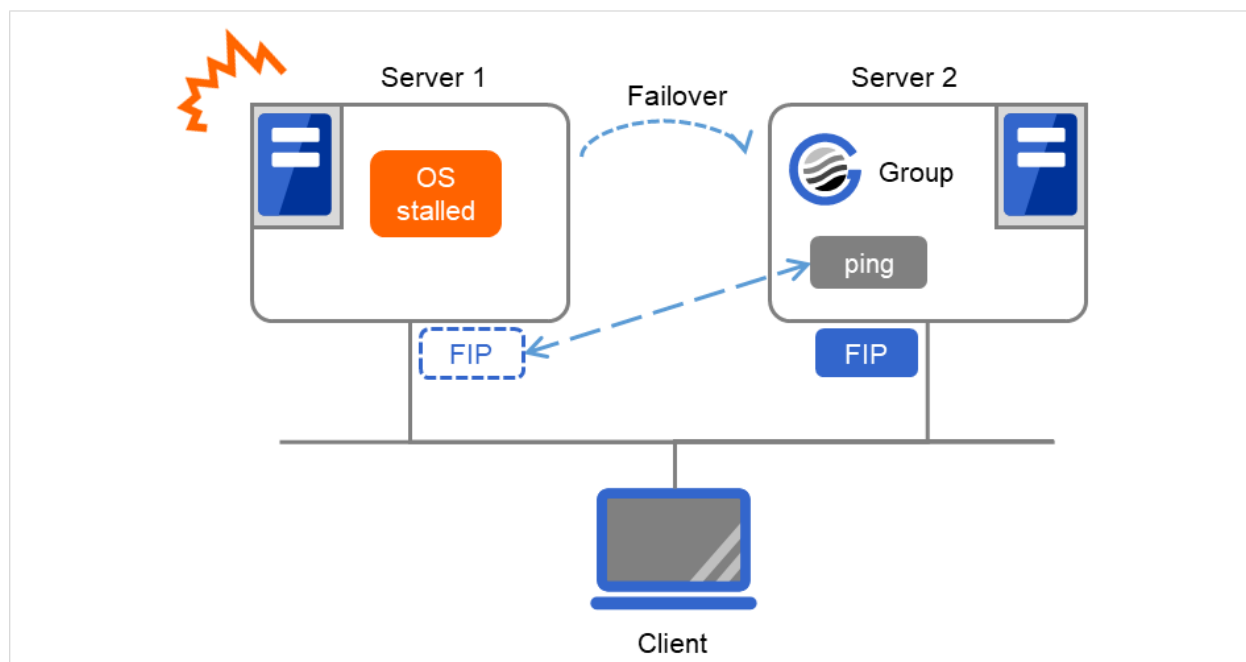 Server 1
Failover
Server 2
OS
stalled
Group
ping
FIP
FIP
Client